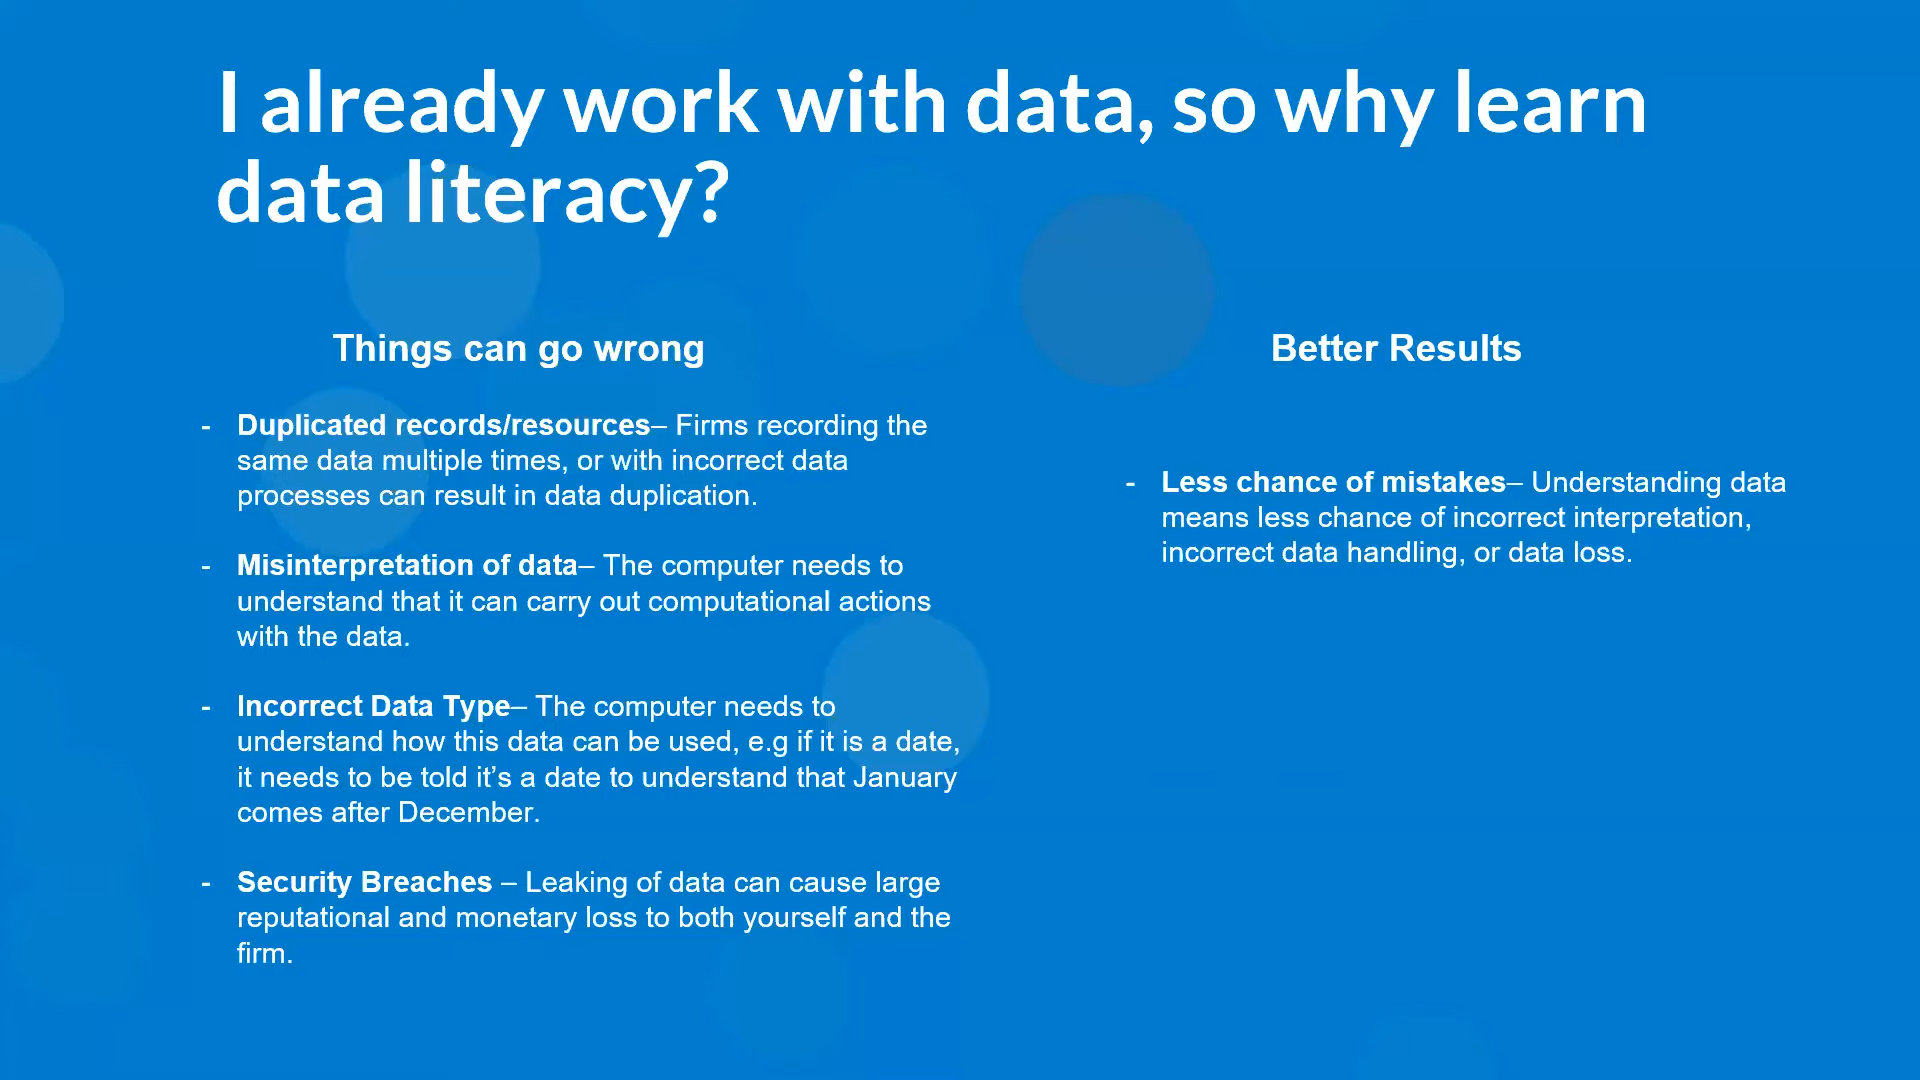 I already work with data, so why learn
data literacy?
Things can go wrong
- Duplicated records/resources– Firms recording the
same data multiple times, or with incorrect data
processes can result in data duplication.
- Misinterpretation of data– The computer needs to
understand that it can carry out computational actions
with the data.
- Incorrect Data Type– The computer needs to
understand how this data can be used, e.g if it is a date,
it needs to be told it’s a date to understand that January
comes after December.
- Security Breaches – Leaking of data can cause large
reputational and monetary loss to both yourself and the
firm.
Better Results
- Less chance of mistakes– Understanding data
means less chance of incorrect interpretation,
incorrect data handling, or data loss.